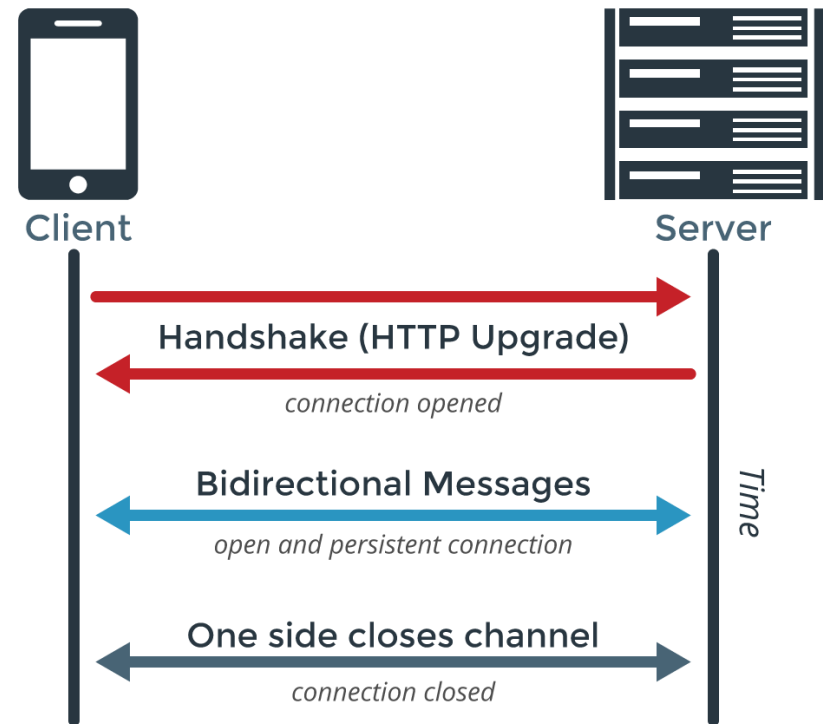 Client
Server
Handshake (HTTP Upgrade)
connection opened
Bidirectional Messages
open and persistent connection
Time
One side closes channel
connection closed